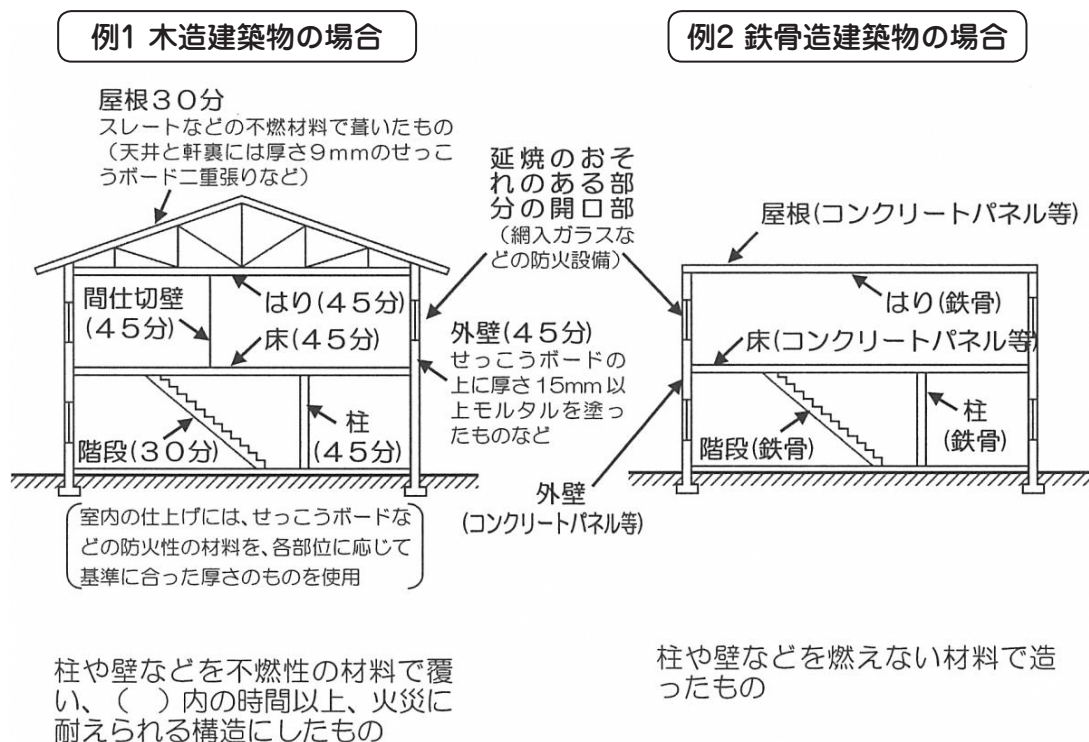 例1 木造建築物の場合
屋根30分
スレートなどの不燃材料で葺いたもの
(天井と軒裏には厚さ9mmのせっこ
うボード二重張りなど)
間仕切壁
(45分)
はり(45分)
床(45分)
階段(30分)
柱
(45分)
室内の仕上げには、せっこうボードな
どの防火性の材料を、各部位に応じて
基準に合った厚さのものを使用
柱や壁などを不燃性の材料で覆
い、( )内の時間以上、火災に
耐えられる構造にしたもの
延焼のおそ
れのある部
分の開口部
(網入ガラスな
どの防火設備)
外壁(45分)
せっこうボードの
上に厚さ15mm以
上モルタルを塗っ
たものなど
外壁
(コンクリートパネル等)
例2 鉄骨造建築物の場合
屋根(コンクリートパネル等)
はり(鉄骨)
床(コンクリートパネル等)
階段(鉄骨)
柱
(鉄骨)
柱や壁などを燃えない材料で造
ったもの